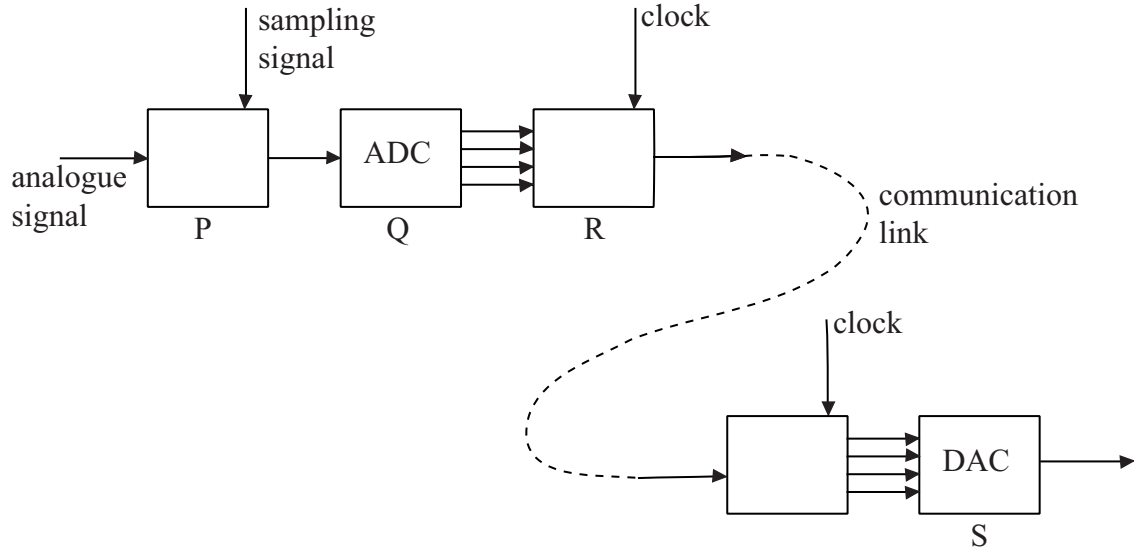 sampling
signal
clock
ADC
analogue
signal
P
Q
R
communication
link
clock
DAC
S